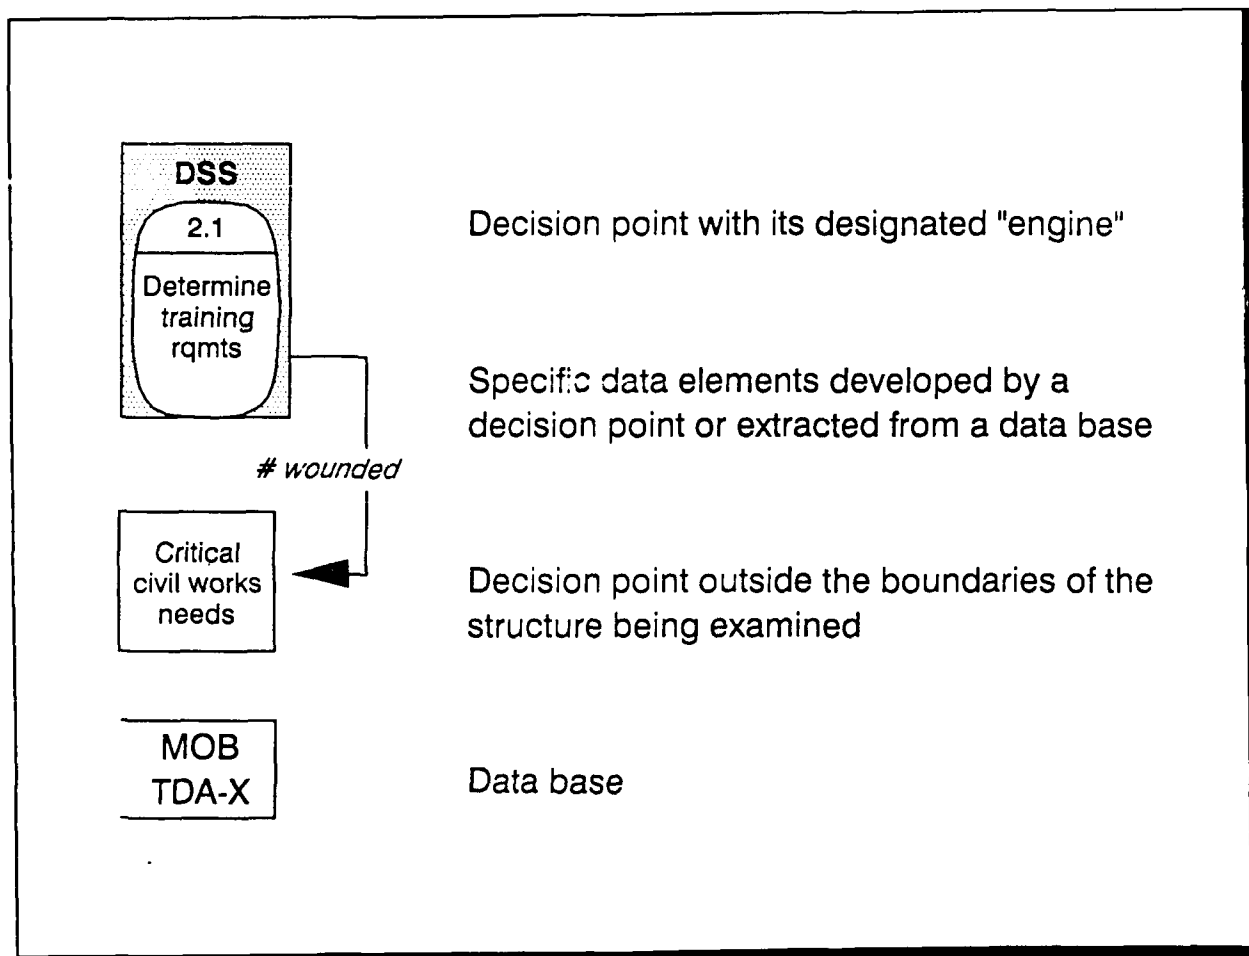 DSS
2.1
Determine
training
rqmts
Decision point with its designated "engine"
Specific data elements developed by a
decision point or extracted from a data base
# wounded
Critical
civil works
needs
Decision point outside the boundaries of the
structure being examined
MOB
TDA-X
Data base